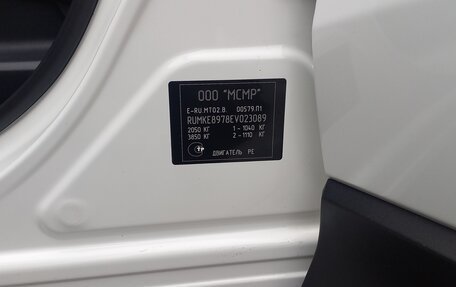 ООО "МСМР"
E-RU.MT02.B. 00579.П1
RUMKE8978EV023089
2050 КГ 1 - 1040 КГ
3850 КГ 2 - 1110 КГ
ДВИГАТЕЛЬ PE